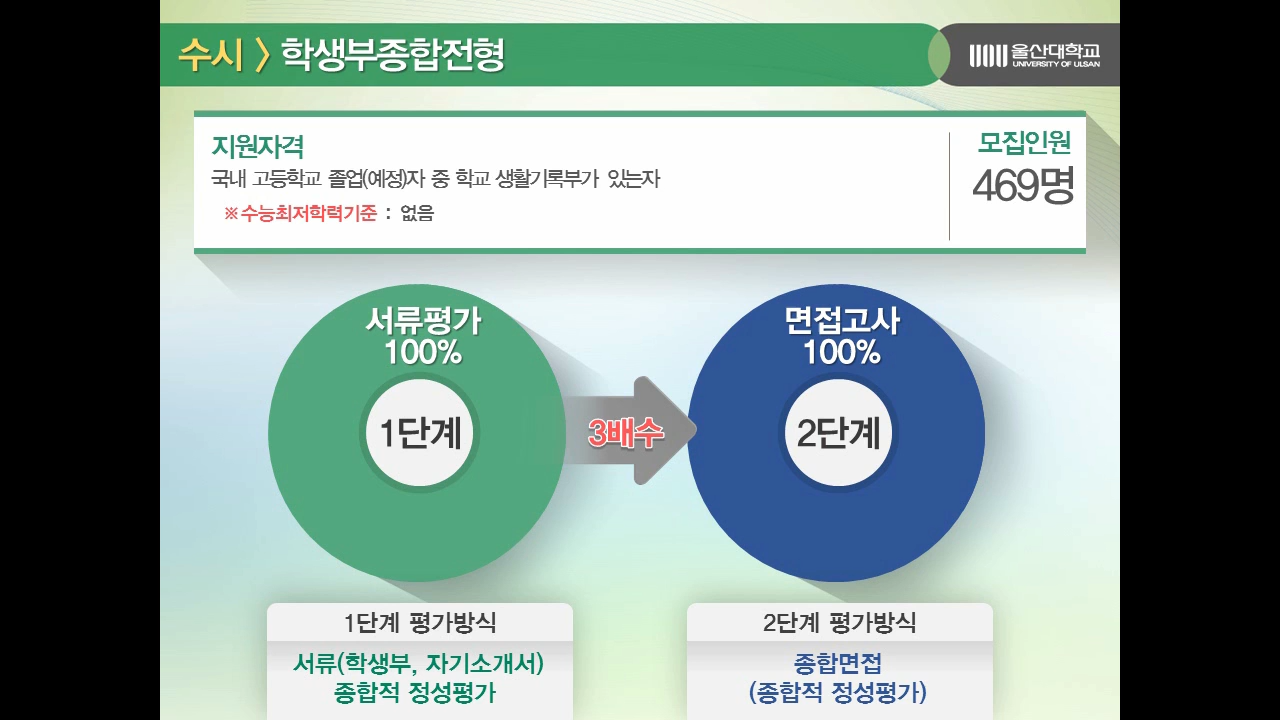 수시 > 학생부종합전형
울산대학교
UNIVERSITY OF ULSAN
지원자격
국내 고등학교 졸업(예정)자 중 학교 생활기록부가 있는자
※수능최저학력기준 : 없음
모집인원
469명
서류평가
100%
1단계
3배수
면접고사
100%
2단계
1단계 평가방식
서류(학생부, 자기소개서)
종합적 정성평가
2단계 평가방식
종합면접
(종합적 정성평가)